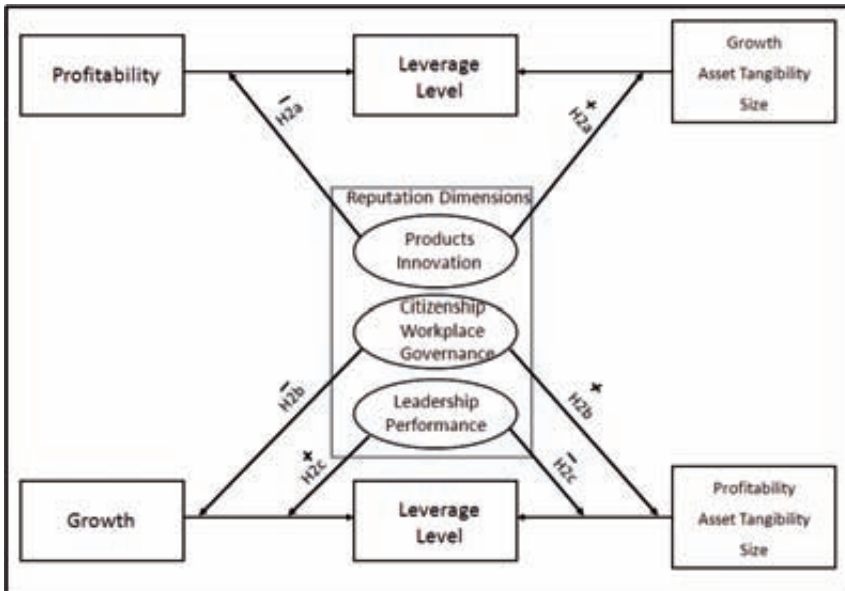 Profitability
Leverage
Level
Growth
Asset Tangibility
Size
−
H2a
+
H2a
Reputation Dimensions
Products
Innovation
Citizenship
Workplace
Governance
Leadership
Performance
−
H2b
+
H2c
−
H2c
+
H2b
Growth
Leverage
Level
Profitability
Asset Tangibility
Size